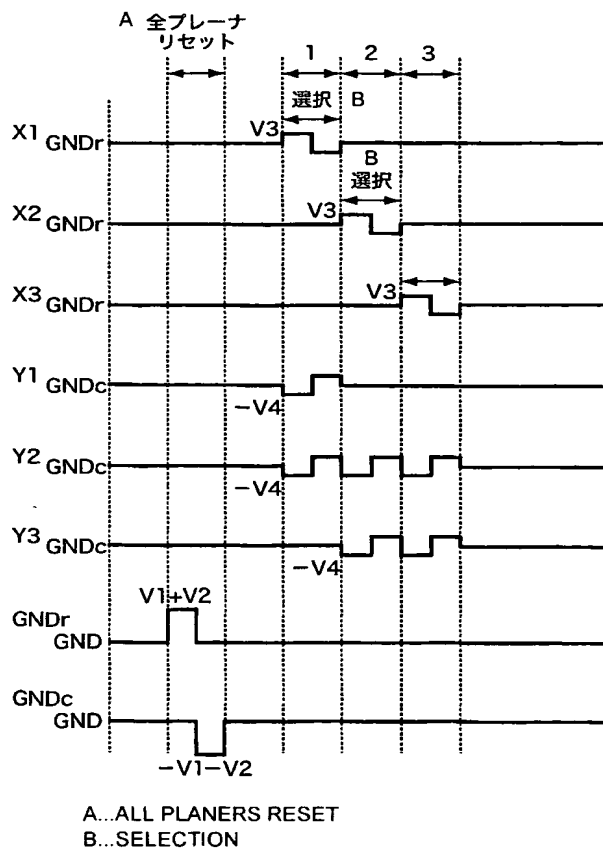 A 全プレーナ
リセット
1 2 3
選択 B
V3
X1 GNDr
B
選択
V3
X2 GNDr
V3
X3 GNDr
Y1 GNDc
−V4
Y2 GNDc
−V4
Y3 GNDc
−V4
V1+V2
GNDr
GND
GNDc
GND
−V1−V2
A...ALL PLANERS RESET
B...SELECTION